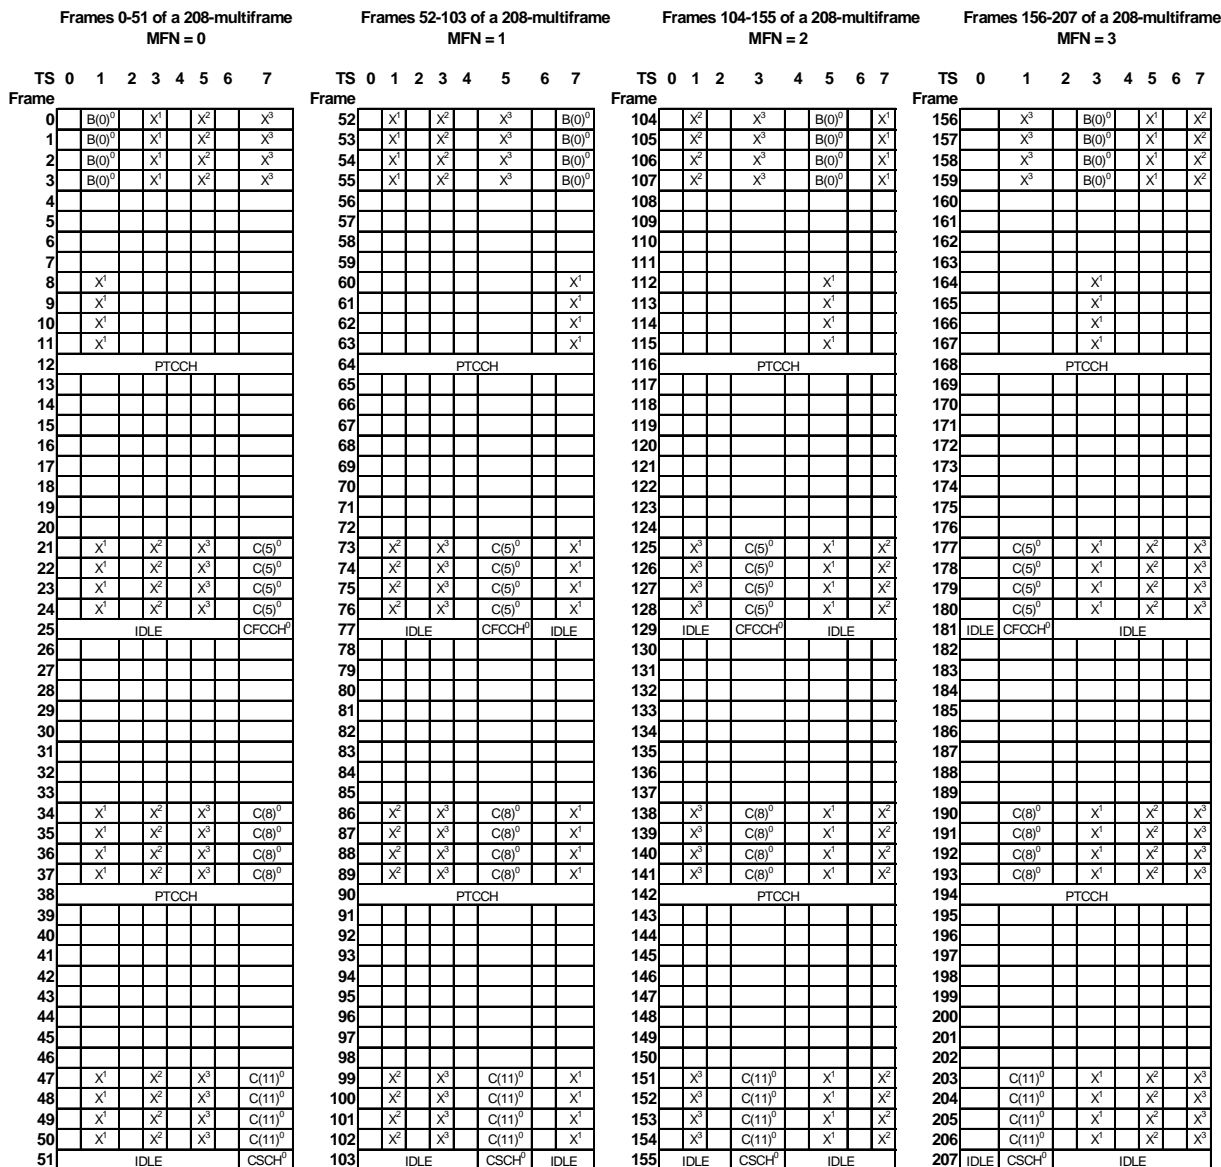 Frames 0-51 of a 208-multiframe Frames 52-103 of a 208-multiframe Frames 104-155 of a 208-multiframe Frames 156-207 of a 208-multiframe
MFN = 0 MFN = 1 MFN = 2 MFN = 3
TS 0 1 2 3 4 5 6 7 TS 0 1 2 3 4 5 6 7 TS 0 1 2 3 4 5 6 7 TS 0 1 2 3 4 5 6 7
Frame Frame Frame Frame
0 B(0)⁰ X¹ X² X³ 52 X¹ X² X³ B(0)⁰ 104 X² X³ B(0)⁰ X¹ 156 X³ B(0)⁰ X¹ X²
1 B(0)⁰ X¹ X² X³ 53 X¹ X² X³ B(0)⁰ 105 X² X³ B(0)⁰ X¹ 157 X³ B(0)⁰ X¹ X²
2 B(0)⁰ X¹ X² X³ 54 X¹ X² X³ B(0)⁰ 106 X² X³ B(0)⁰ X¹ 158 X³ B(0)⁰ X¹ X²
3 B(0)⁰ X¹ X² X³ 55 X¹ X² X³ B(0)⁰ 107 X² X³ B(0)⁰ X¹ 159 X³ B(0)⁰ X¹ X²
4 56 108 160
5 57 109 161
6 58 110 162
7 59 111 163
8 X¹ 60 X¹ 112 X¹ 164 X¹
9 X¹ 61 X¹ 113 X¹ 165 X¹
10 X¹ 62 X¹ 114 X¹ 166 X¹
11 X¹ 63 X¹ 115 X¹ 167 X¹
12 PTCCH 64 PTCCH 116 PTCCH 168 PTCCH
13 65 117 169
14 66 118 170
15 67 119 171
16 68 120 172
17 69 121 173
18 70 122 174
19 71 123 175
20 72 124 176
21 X¹ X² X³ C(5)⁰ 73 X² X³ C(5)⁰ X¹ 125 X³ C(5)⁰ X¹ X² 177 C(5)⁰ X¹ X² X³
22 X¹ X² X³ C(5)⁰ 74 X² X³ C(5)⁰ X¹ 126 X³ C(5)⁰ X¹ X² 178 C(5)⁰ X¹ X² X³
23 X¹ X² X³ C(5)⁰ 75 X² X³ C(5)⁰ X¹ 127 X³ C(5)⁰ X¹ X² 179 C(5)⁰ X¹ X² X³
24 X¹ X² X³ C(5)⁰ 76 X² X³ C(5)⁰ X¹ 128 X³ C(5)⁰ X¹ X² 180 C(5)⁰ X¹ X² X³
25 IDLE CFCCH⁰ 77 IDLE CFCCH⁰ IDLE 129 IDLE CFCCH⁰ IDLE 181 IDLE CFCCH⁰ IDLE
26 78 130 182
27 79 131 183
28 80 132 184
29 81 133 185
30 82 134 186
31 83 135 187
32 84 136 188
33 85 137 189
34 X¹ X² X³ C(8)⁰ 86 X² X³ C(8)⁰ X¹ 138 X³ C(8)⁰ X¹ X² 190 C(8)⁰ X¹ X² X³
35 X¹ X² X³ C(8)⁰ 87 X² X³ C(8)⁰ X¹ 139 X³ C(8)⁰ X¹ X² 191 C(8)⁰ X¹ X² X³
36 X¹ X² X³ C(8)⁰ 88 X² X³ C(8)⁰ X¹ 140 X³ C(8)⁰ X¹ X² 192 C(8)⁰ X¹ X² X³
37 X¹ X² X³ C(8)⁰ 89 X² X³ C(8)⁰ X¹ 141 X³ C(8)⁰ X¹ X² 193 C(8)⁰ X¹ X² X³
38 PTCCH 90 PTCCH 142 PTCCH 194 PTCCH
39 91 143 195
40 92 144 196
41 93 145 197
42 94 146 198
43 95 147 199
44 96 148 200
45 97 149 201
46 98 150 202
47 X¹ X² X³ C(11)⁰ 99 X² X³ C(11)⁰ X¹ 151 X³ C(11)⁰ X¹ X² 203 C(11)⁰ X¹ X² X³
48 X¹ X² X³ C(11)⁰ 100 X² X³ C(11)⁰ X¹ 152 X³ C(11)⁰ X¹ X² 204 C(11)⁰ X¹ X² X³
49 X¹ X² X³ C(11)⁰ 101 X² X³ C(11)⁰ X¹ 153 X³ C(11)⁰ X¹ X² 205 C(11)⁰ X¹ X² X³
50 X¹ X² X³ C(11)⁰ 102 X² X³ C(11)⁰ X¹ 154 X³ C(11)⁰ X¹ X² 206 C(11)⁰ X¹ X² X³
51 IDLE CSCH⁰ 103 IDLE CSCH⁰ IDLE 155 IDLE CSCH⁰ IDLE 207 IDLE CSCH⁰ IDLE